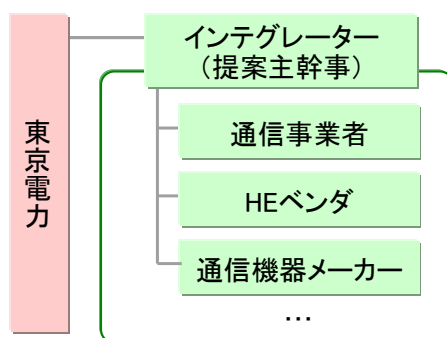 東京電力
インテグレーター
（提案主幹事）
通信事業者
HEベンダ
通信機器メーカー
…